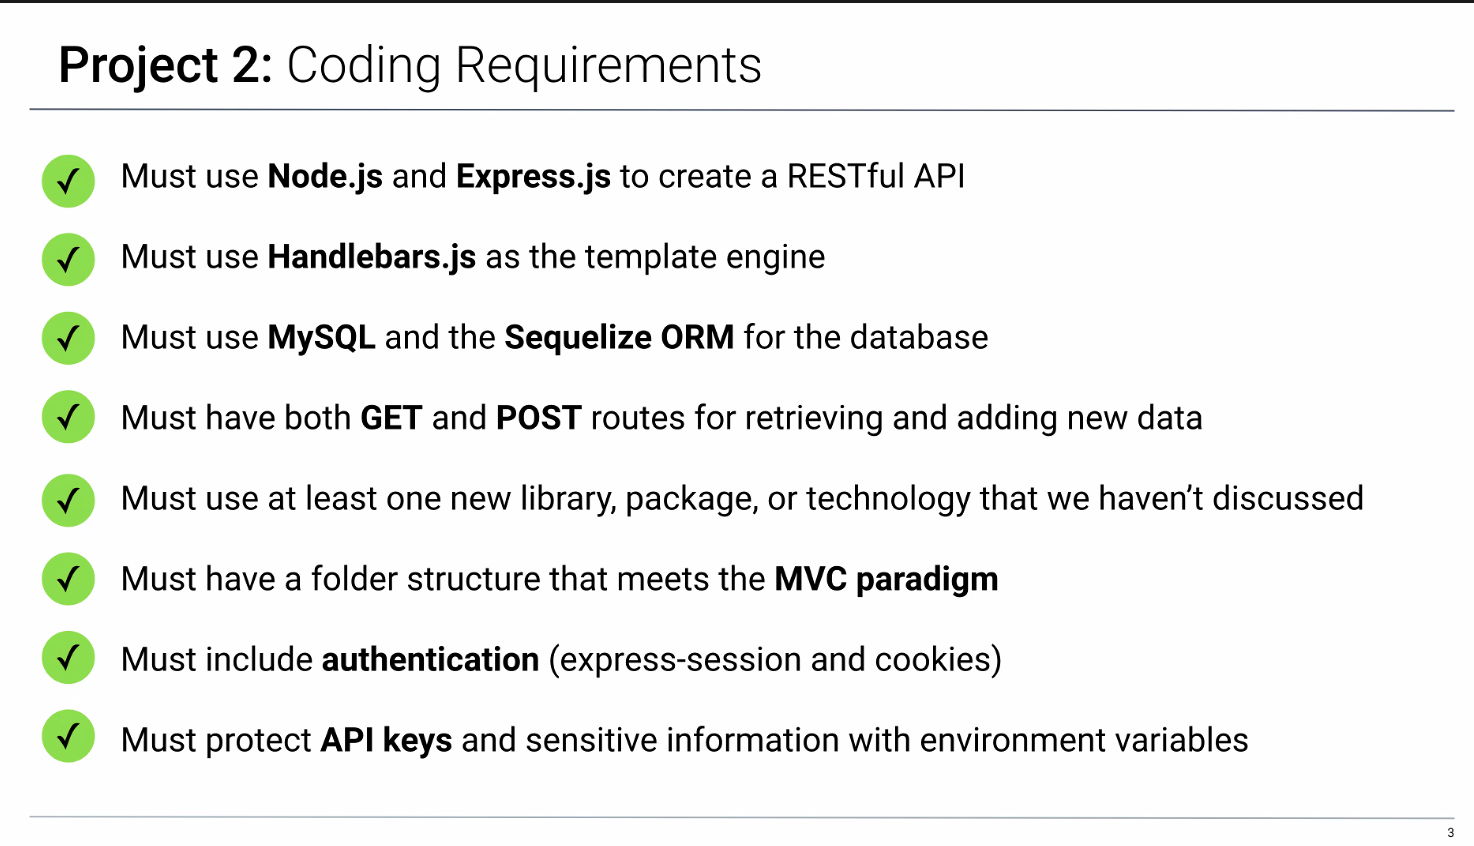 Project 2: Coding Requirements
Must use Node.js and Express.js to create a RESTful API
Must use Handlebars.js as the template engine
Must use MySQL and the Sequelize ORM for the database
Must have both GET and POST routes for retrieving and adding new data
Must use at least one new library, package, or technology that we haven’t discussed
Must have a folder structure that meets the MVC paradigm
Must include authentication (express-session and cookies)
Must protect API keys and sensitive information with environment variables
3